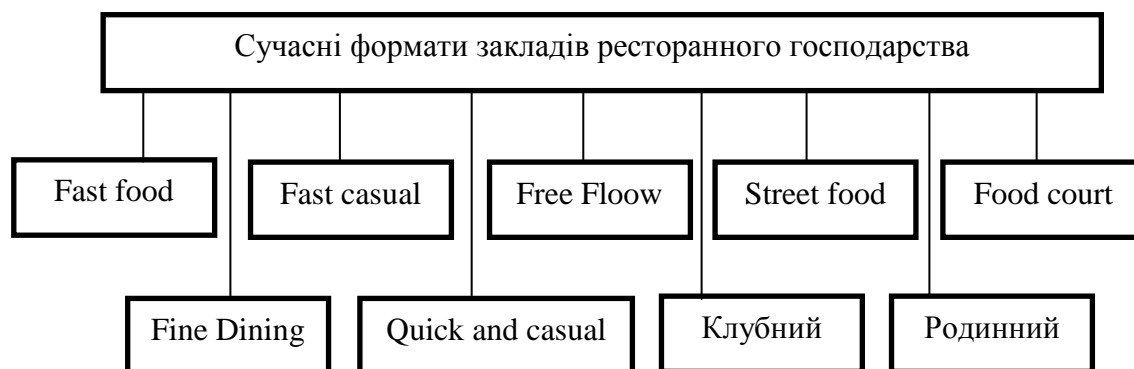 Сучасні формати закладів ресторанного господарства
Fast food
Fast casual
Free Floow
Street food
Food court
Fine Dining
Quick and casual
Клубний
Родинний